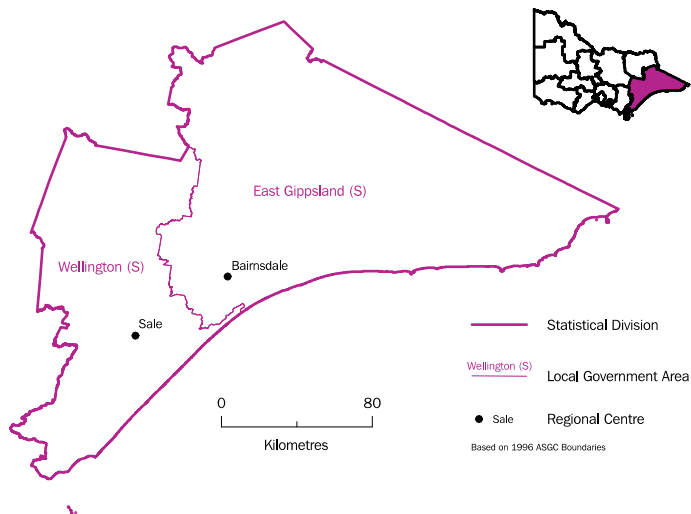 East Gippsland (S)
Wellington (S)
Bairnsdale
Sale
0 80
Kilometres
Statistical Division
Wellington (S)
Local Government Area
Sale
Regional Centre
Based on 1996 ASGC Boundaries